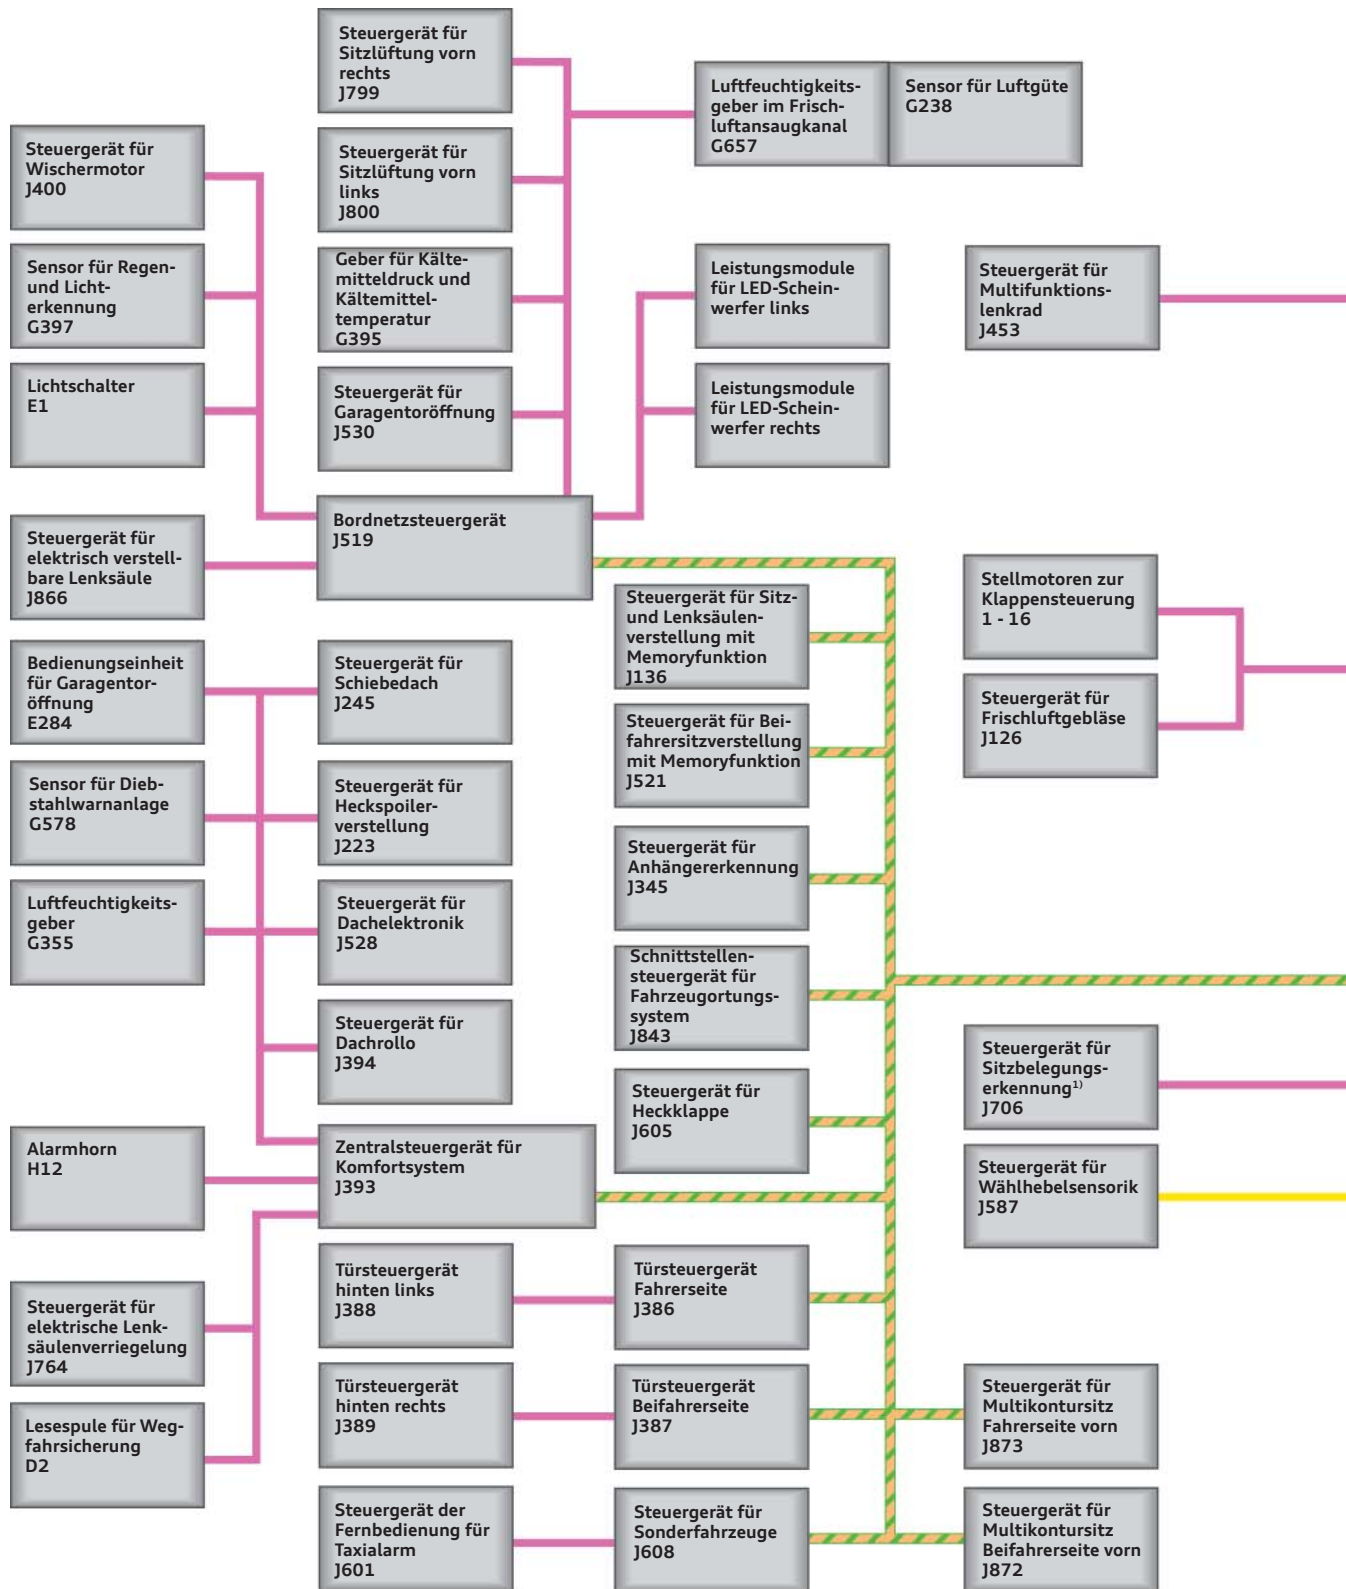 Steuergerät für
Sitzlüftung vorn
rechts
J799
Luftfeuchtigkeits-
geber im Frisch-
luftansaugkanal
G657
Sensor für Luftgüte
G238
Steuergerät für
Wischermotor
J400
Steuergerät für
Sitzlüftung vorn
links
J800
Sensor für Regen-
und Licht-
erkennung
G397
Geber für Kälte-
mitteldruck und
Kältemittel-
temperatur
G395
Leistungsmodule
für LED-Schein-
werfer links
Steuergerät für
Multifunktions-
lenkrad
J453
Lichtschalter
E1
Steuergerät für
Garagentoröffnung
J530
Leistungsmodule
für LED-Schein-
werfer rechts
Bordnetzsteuergerät
J519
Steuergerät für
elektrisch verstell-
bare Lenksäule
J866
Steuergerät für Sitz-
und Lenksäulen-
verstellung mit
Memoryfunktion
J136
Stellmotoren zur
Klappensteuerung
1 - 16
Bedienungseinheit
für Garagentor-
öffnung
E284
Steuergerät für
Schiebedach
J245
Steuergerät für Bei-
fahrersitzverstellung
mit Memoryfunktion
J521
Steuergerät für
Frischluftgebläse
J126
Sensor für Dieb-
stahlwarnanlage
G578
Steuergerät für
Heckspoiler-
verstellung
J223
Steuergerät für
Anhängererkennung
J345
Luftfeuchtigkeits-
geber
G355
Steuergerät für
Dachelektronik
J528
Schnittstellen-
steuergerät für
Fahrzeugortungs-
system
J843
Steuergerät für
Dachrollo
J394
Steuergerät für
Heckklappe
J605
Steuergerät für
Sitzbelegungs-
erkennung¹⁾
J706
Alarmhorn
H12
Zentralsteuergerät für
Komfortsystem
J393
Steuergerät für
Wählhebelsensorik
J587
Steuergerät für
elektrische Lenk-
säulenverriegelung
J764
Türsteuergerät
hinten links
J388
Türsteuergerät
Fahrerseite
J386
Lesespule für Weg-
fahrsicherung
D2
Türsteuergerät
hinten rechts
J389
Türsteuergerät
Beifahrerseite
J387
Steuergerät für
Multikontursitz
Fahrerseite vorn
J873
Steuergerät der
Fernbedienung für
Taxialarm
J601
Steuergerät für
Sonderfahrzeuge
J608
Steuergerät für
Multikontursitz
Beifahrerseite vorn
J872